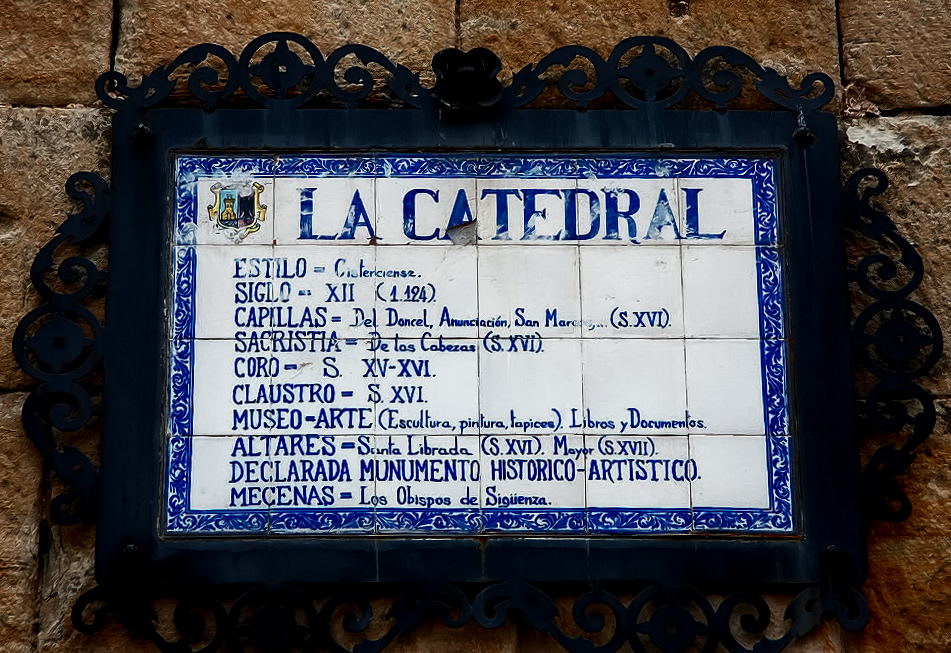 LA CATEDRAL
ESTILO = Cisterciense.
SIGLO = XII (1.124)
CAPILLAS = Del Doncel, Anunciación, San Marcos,... (S.XVI).
SACRISTIA = De las Cabezas (S.XVI).
CORO = S. XV-XVI.
CLAUSTRO = S. XVI.
MUSEO=ARTE (Escultura, pintura, tapices). Libros y Documentos.
ALTARES = Santa Librada (S.XVI). Mayor (S.XVII).
DECLARADA MUNUMENTO HISTORICO-ARTÍSTICO.
MECENAS = Los Obispos de Sigüenza.